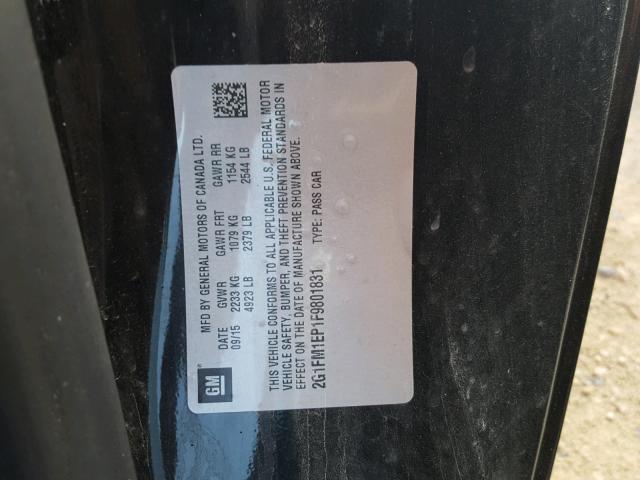 GM
MFD BY GENERAL MOTORS OF CANADA LTD.
DATE GVWR GAWR FRT GAWR RR
09/15 2233 KG 1079 KG 1154 KG
4923 LB 2379 LB 2544 LB
THIS VEHICLE CONFORMS TO ALL APPLICABLE U.S. FEDERAL MOTOR
VEHICLE SAFETY, BUMPER, AND THEFT PREVENTION STANDARDS IN
EFFECT ON THE DATE OF MANUFACTURE SHOWN ABOVE.
2G1FM1EP1F9801831 TYPE: PASS CAR